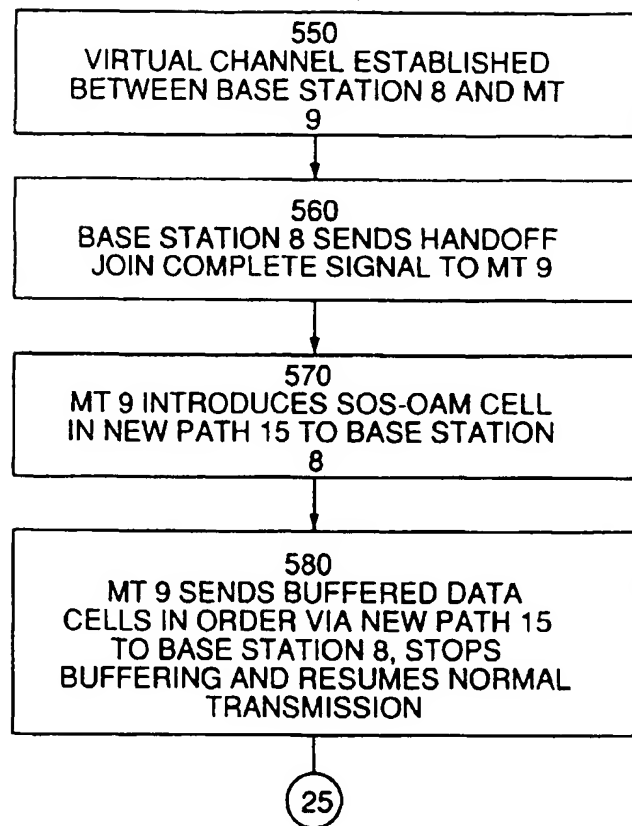 550
VIRTUAL CHANNEL ESTABLISHED
BETWEEN BASE STATION 8 AND MT
9
560
BASE STATION 8 SENDS HANDOFF
JOIN COMPLETE SIGNAL TO MT 9
570
MT 9 INTRODUCES SOS-OAM CELL
IN NEW PATH 15 TO BASE STATION
8
580
MT 9 SENDS BUFFERED DATA
CELLS IN ORDER VIA NEW PATH 15
TO BASE STATION 8, STOPS
BUFFERING AND RESUMES NORMAL
TRANSMISSION
25